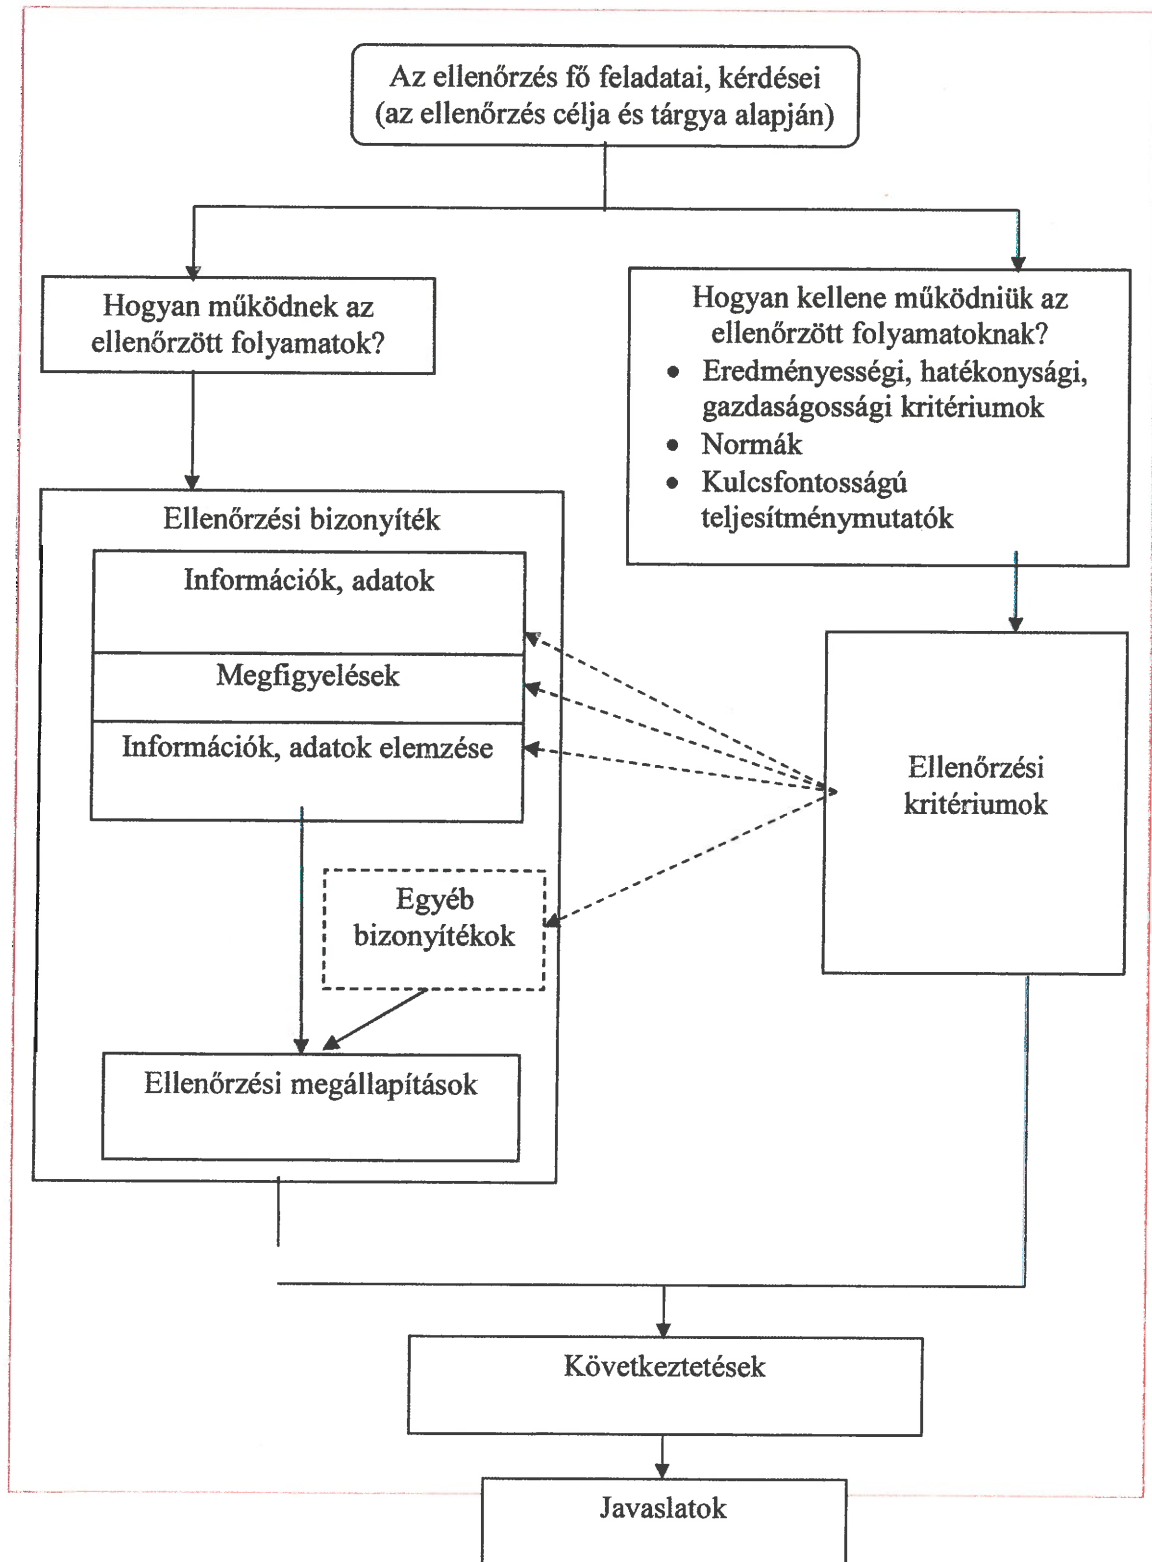 Az ellenőrzés fő feladatai, kérdései
(az ellenőrzés célja és tárgya alapján)
Hogyan működnek az
ellenőrzött folyamatok?
Hogyan kellene működniük az
ellenőrzött folyamatoknak?
• Eredményességi, hatékonysági,
gazdaságossági kritériumok
• Normák
• Kulcsfontosságú
teljesítménymutatók
Ellenőrzési bizonyíték
Információk, adatok
Megfigyelések
Információk, adatok elemzése
Egyéb
bizonyítékok
Ellenőrzési megállapítások
Ellenőrzési
kritériumok
Következtetések
Javaslatok